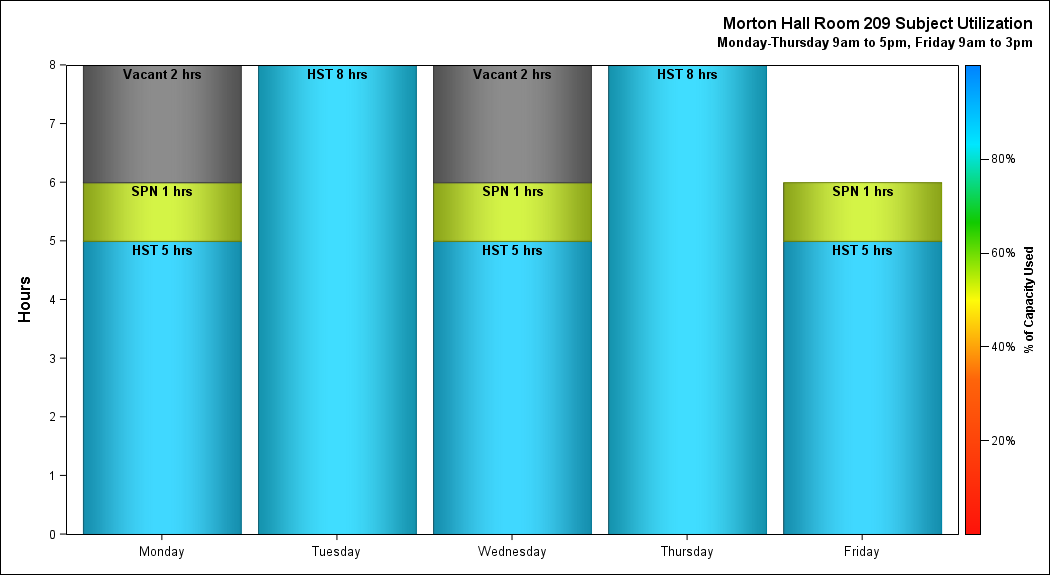 Morton Hall Room 209 Subject Utilization
Monday-Thursday 9am to 5pm, Friday 9am to 3pm
Hours
8
7
6
5
4
3
2
1
0
Vacant 2 hrs
SPN 1 hrs
HST 5 hrs
HST 8 hrs
Vacant 2 hrs
SPN 1 hrs
HST 5 hrs
HST 8 hrs
SPN 1 hrs
HST 5 hrs
Monday
Tuesday
Wednesday
Thursday
Friday
80%
60%
40%
20%
% of Capacity Used